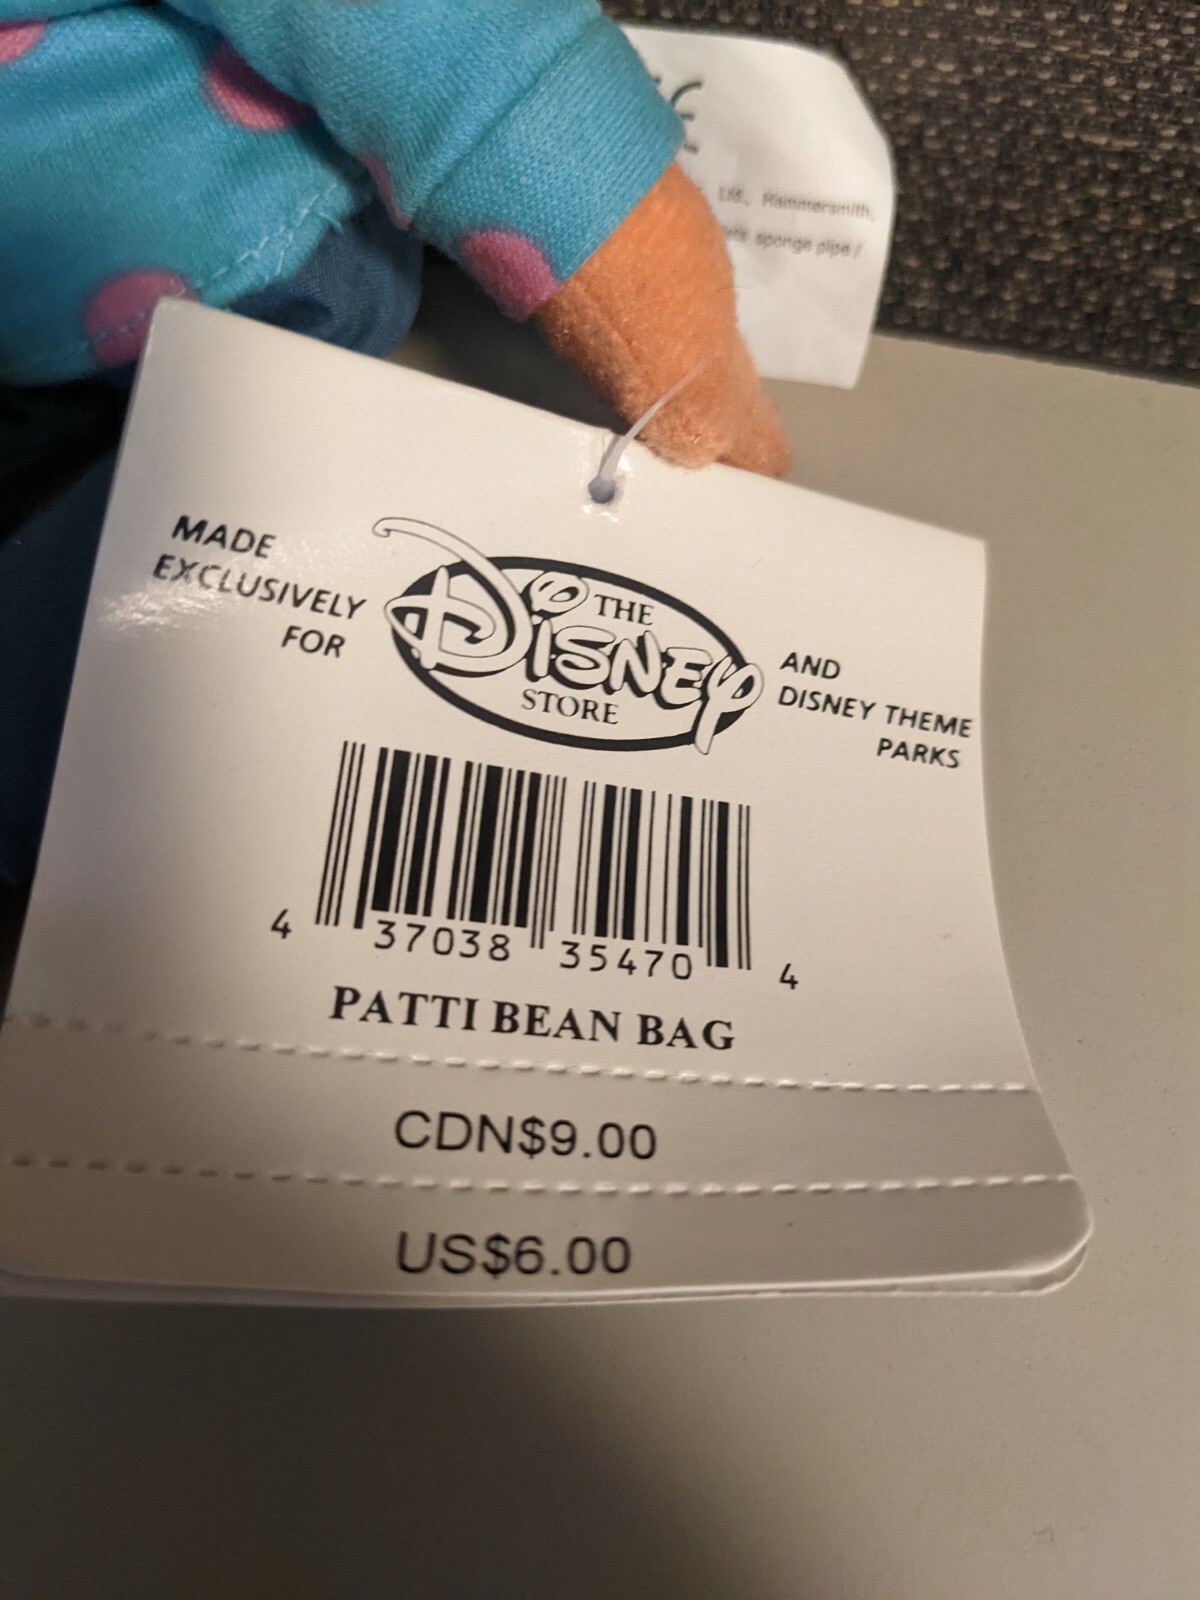 Ltd., Hammersmith,
sponge pipe /
MADE
EXCLUSIVELY
FOR
THE
DISNEY
STORE
AND
DISNEY THEME
PARKS
4 37038 35470 4
PATTI BEAN BAG
CDN$9.00
US$6.00